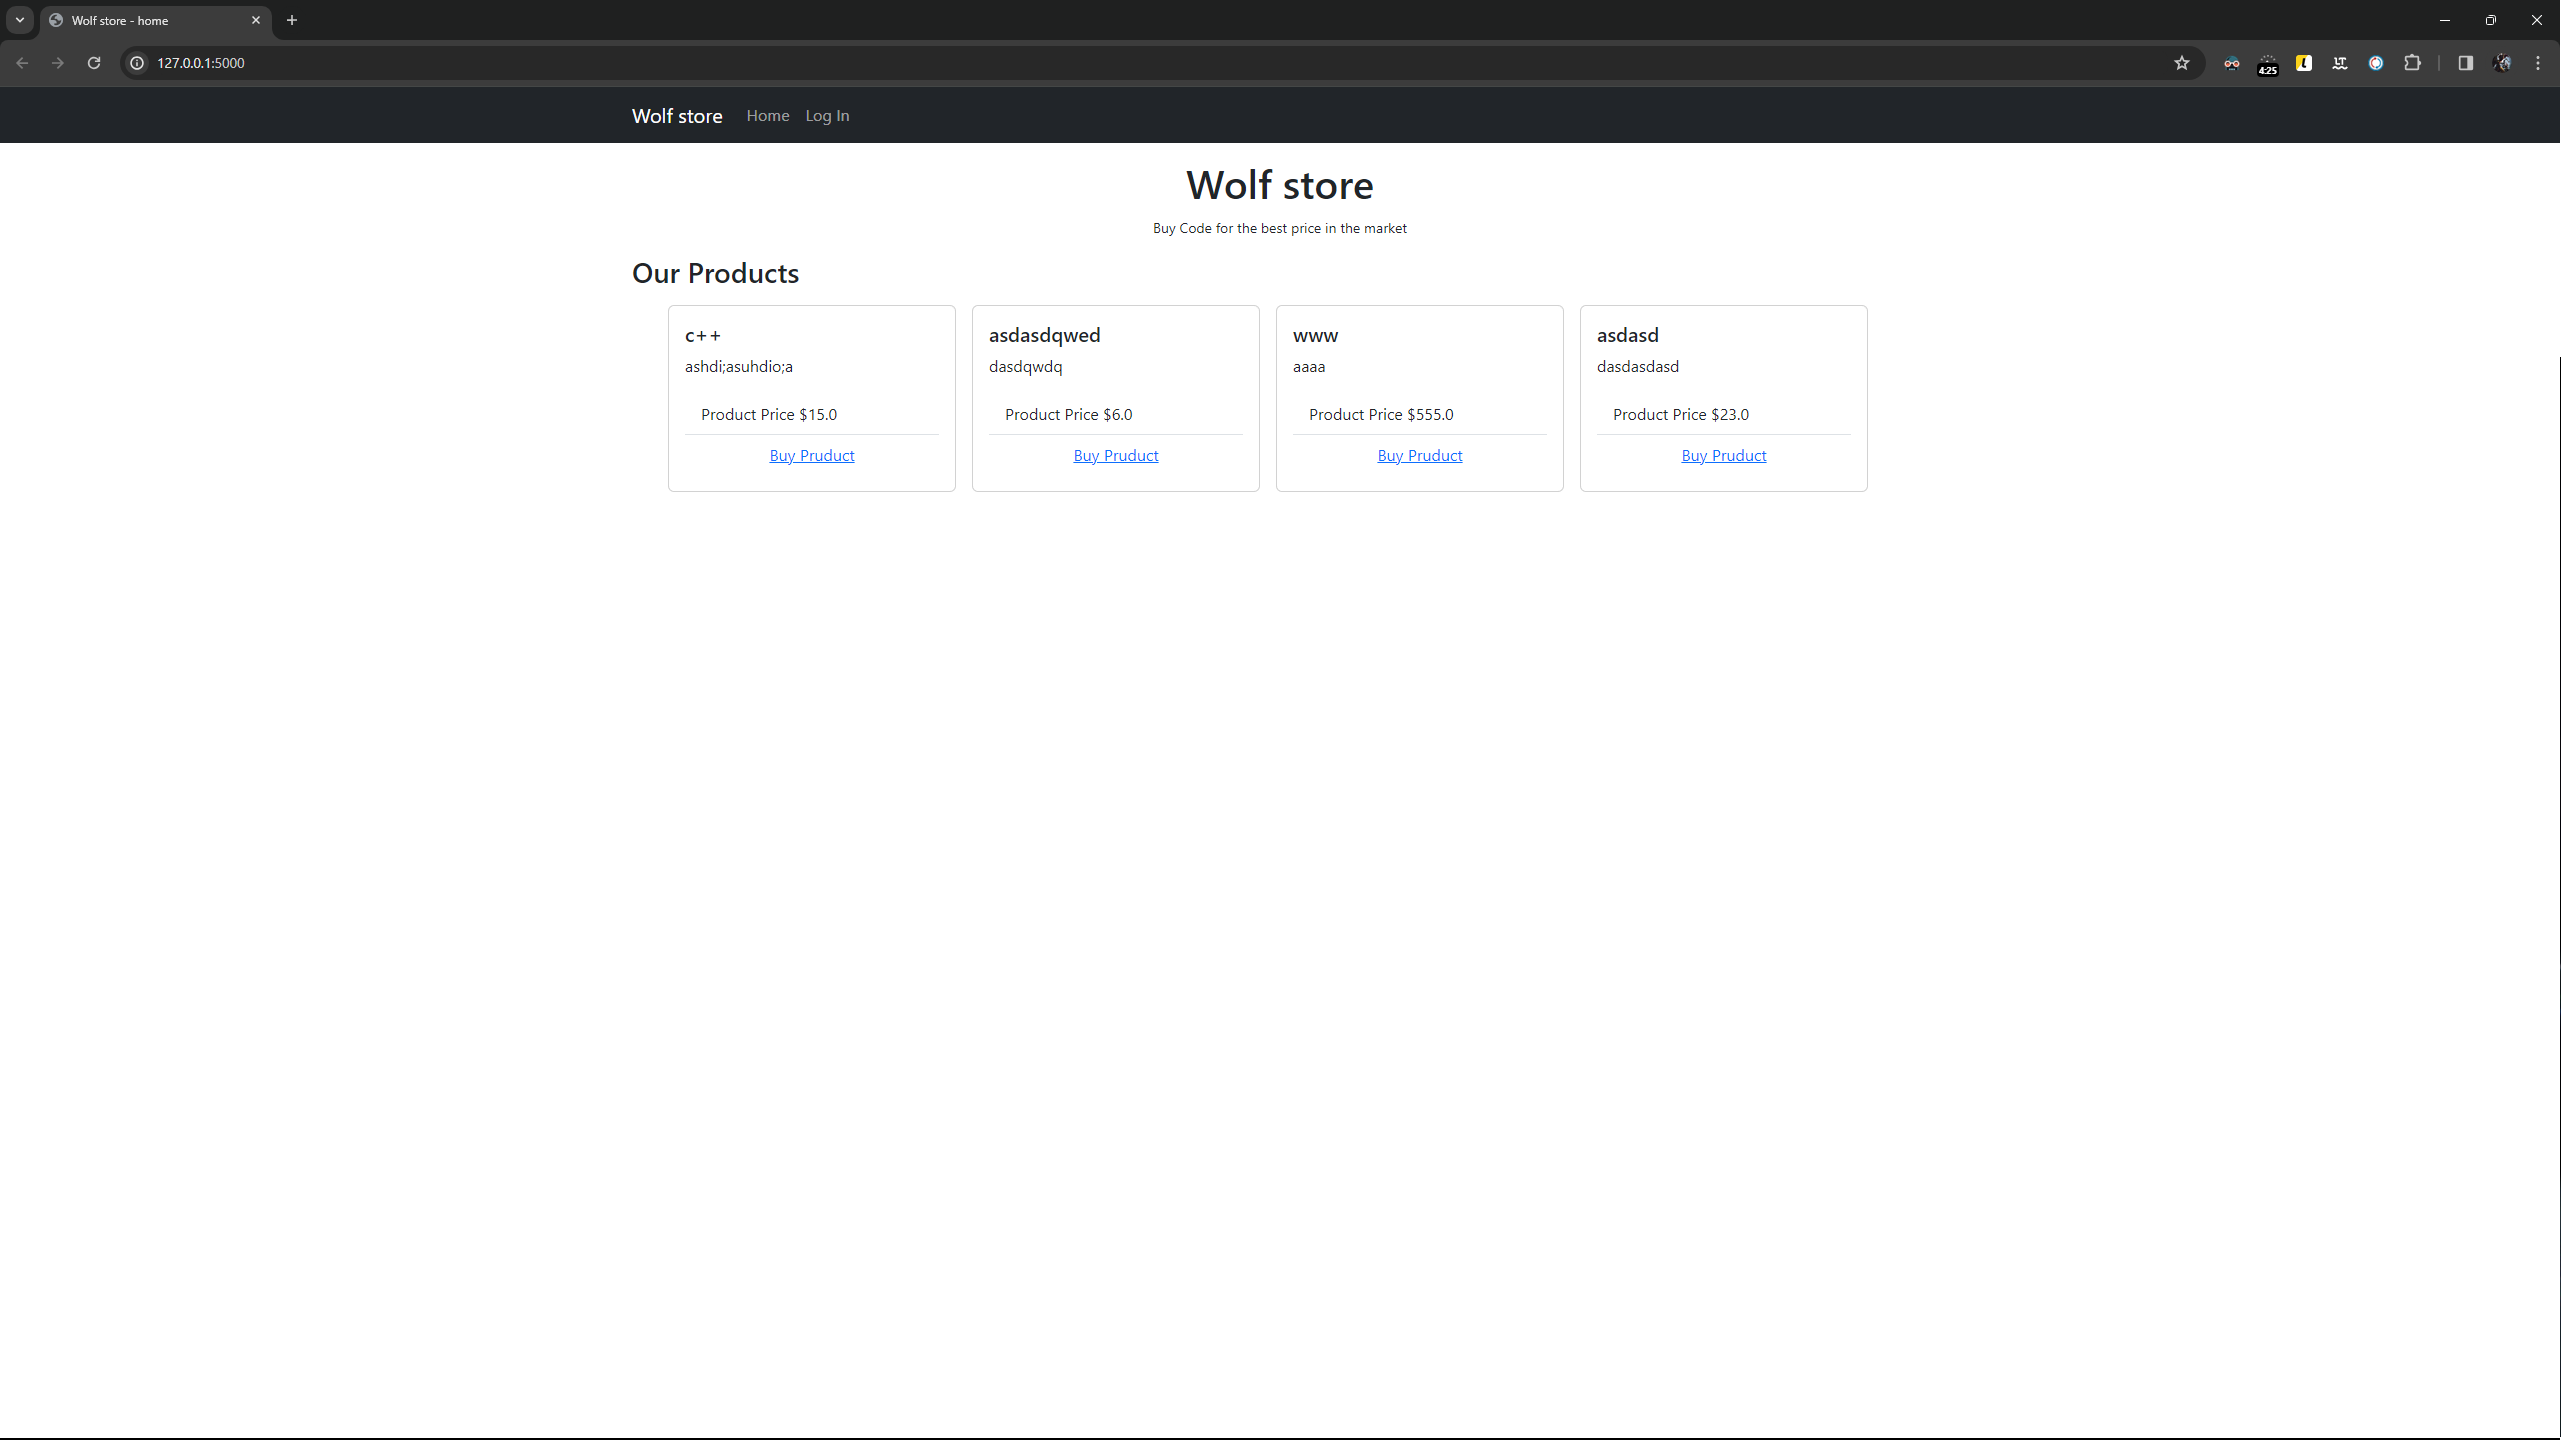 Wolf store - home
127.0.0.1:5000
4:25
Wolf store Home Log In
Wolf store
Buy Code for the best price in the market
Our Products
c++
ashdi;asuhdio;a
Product Price $15.0
Buy Pruduct
asdasdqwed
dasdqwdq
Product Price $6.0
Buy Pruduct
www
aaaa
Product Price $555.0
Buy Pruduct
asdasd
dasdasdasd
Product Price $23.0
Buy Pruduct